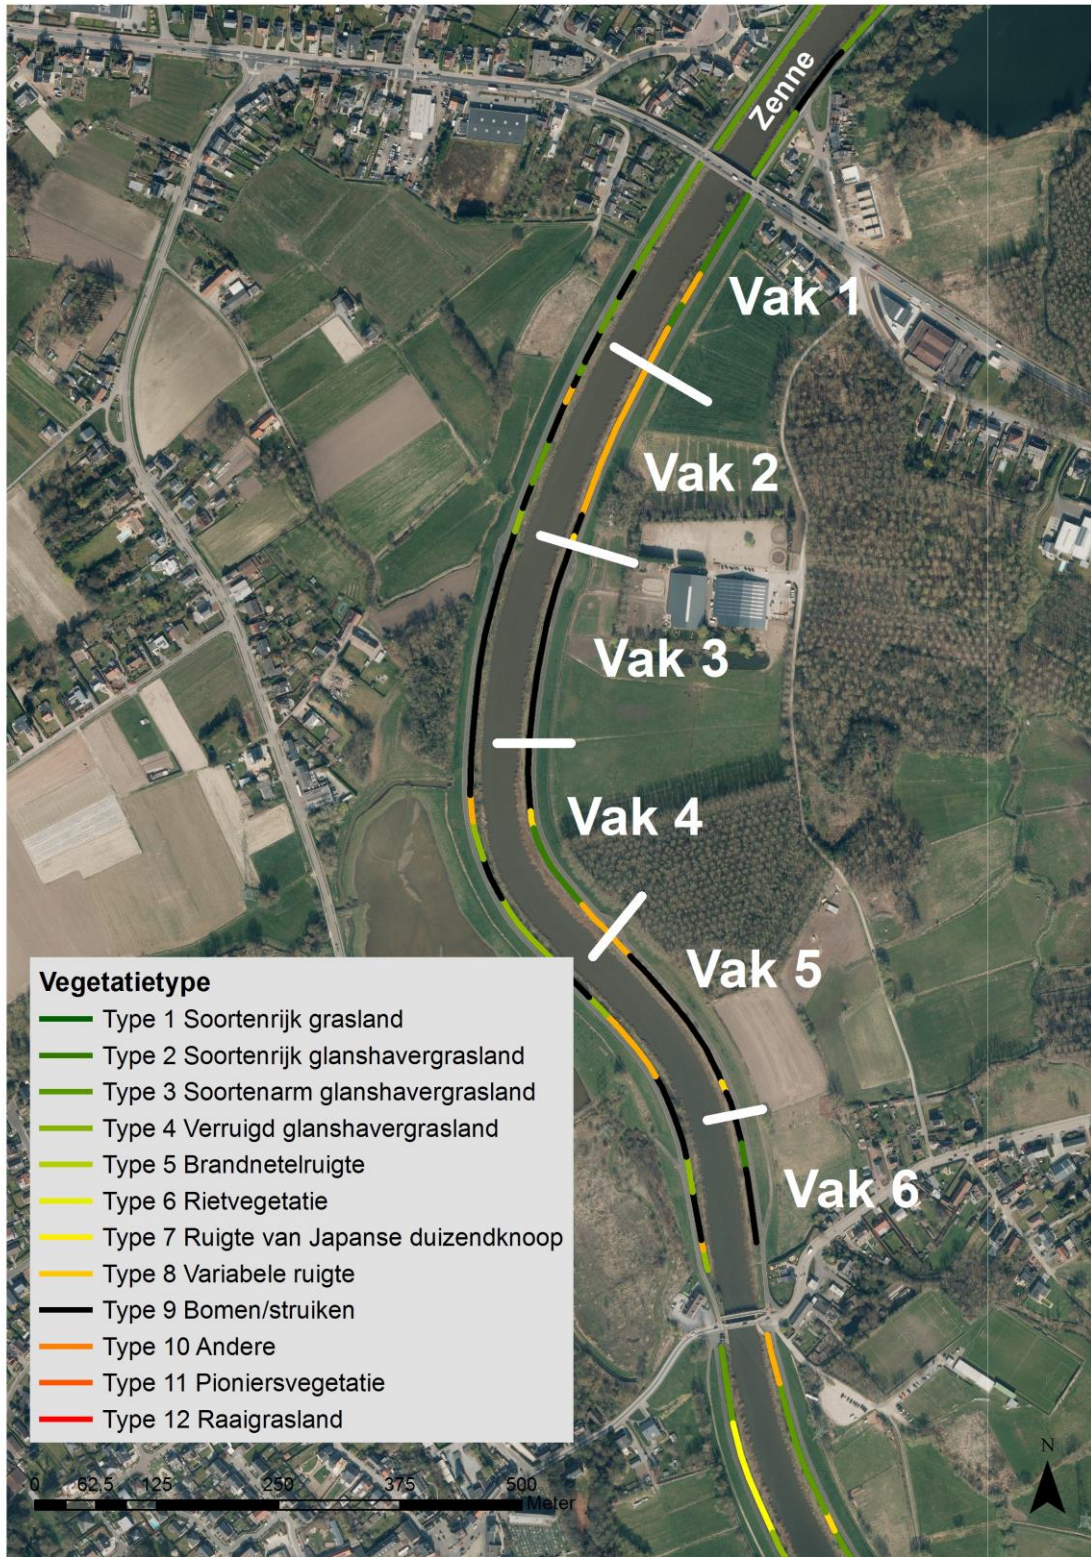 Zenne
Vak 1
Vak 2
Vak 3
Vak 4
Vak 5
Vak 6
Vegetatietype
Type 1 Soortenrijk grasland
Type 2 Soortenrijk glanshavergrasland
Type 3 Soortenarm glanshavergrasland
Type 4 Verruigd glanshavergrasland
Type 5 Brandnetelruigte
Type 6 Rietvegetatie
Type 7 Ruigte van Japanse duizendknoop
Type 8 Variabele ruigte
Type 9 Bomen/struiken
Type 10 Andere
Type 11 Pioniersvegetatie
Type 12 Raaigrasland
N
0 62.5 125 250 375 500
Meter